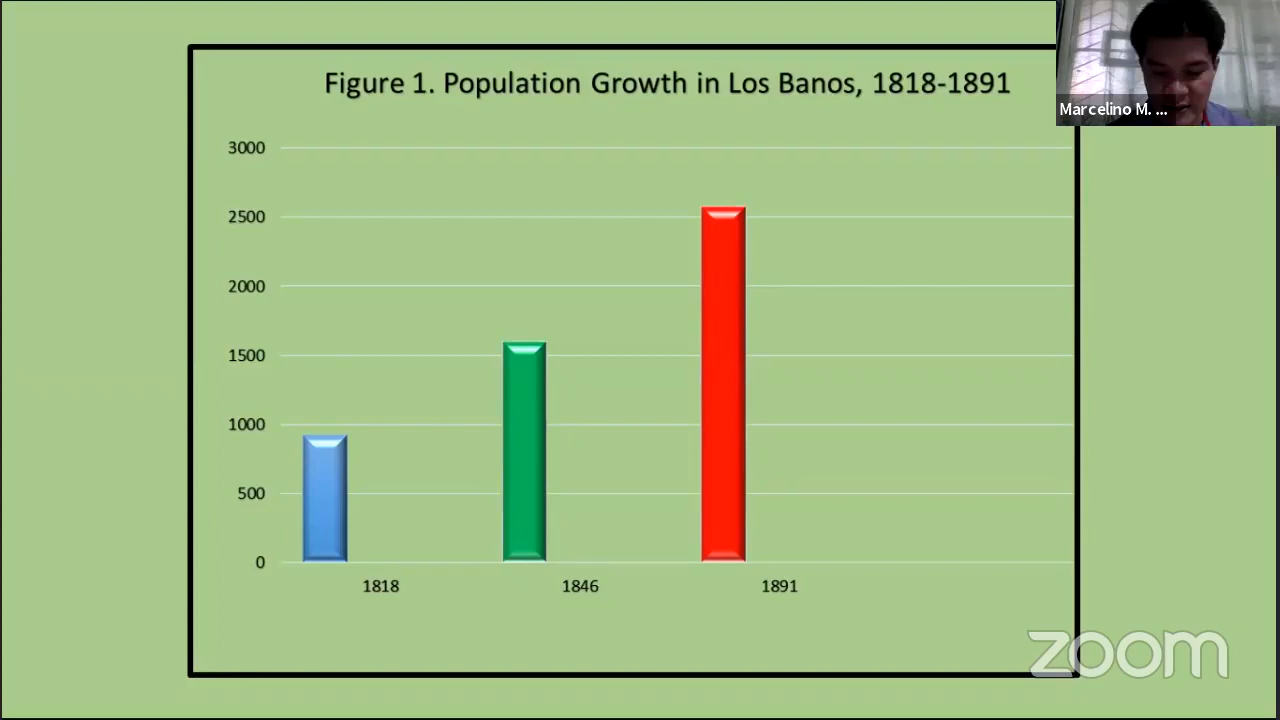 Figure 1. Population Growth in Los Banos, 1818-1891
Marcelino M. ...
3000
2500
2000
1500
1000
500
0
1818 1846 1891
zoom